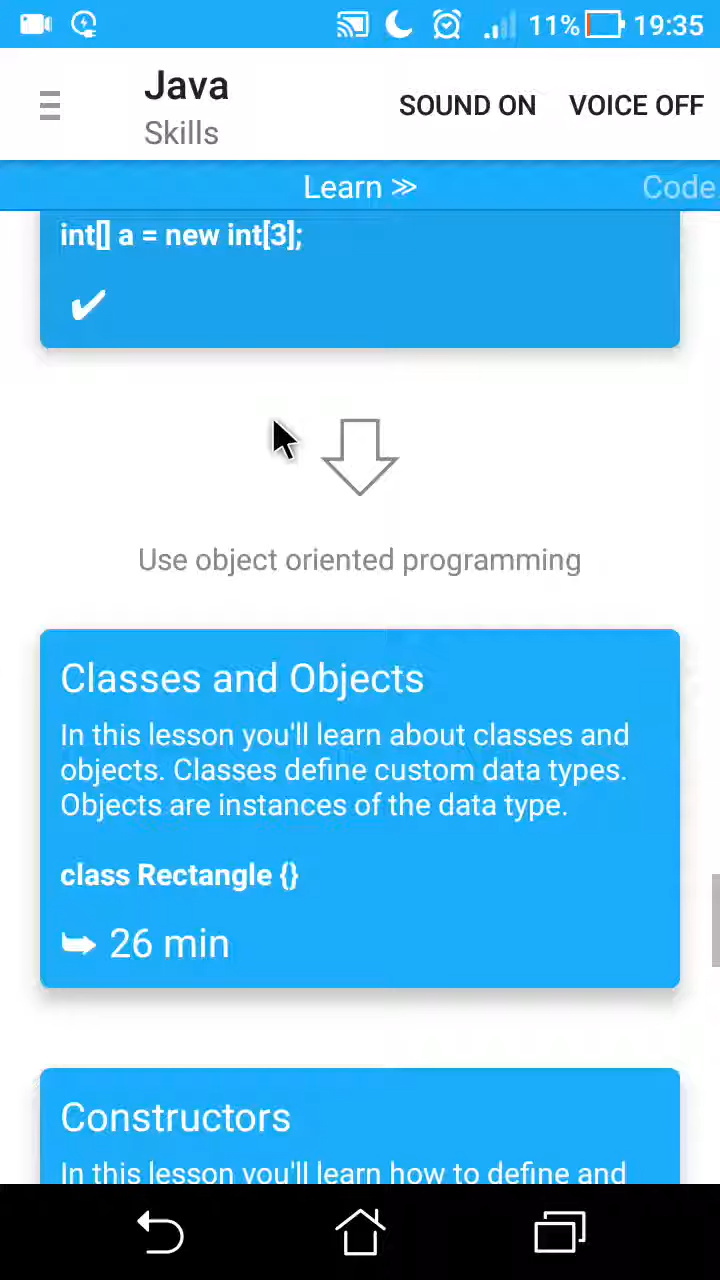 11% 19:35
Java
Skills
SOUND ON VOICE OFF
Learn ≫ Code
int[] a = new int[3];
✔
Use object oriented programming
Classes and Objects
In this lesson you'll learn about classes and
objects. Classes define custom data types.
Objects are instances of the data type.
class Rectangle {}
26 min
Constructors
In this lesson you'll learn how to define and